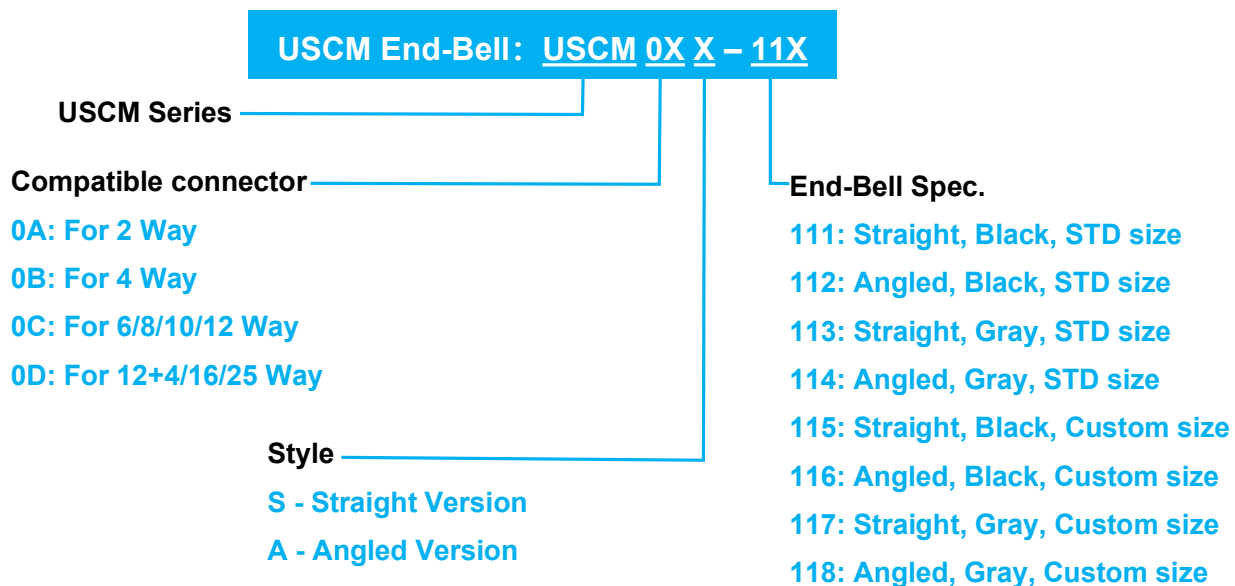 USCM End-Bell： USCM 0X X – 11X
USCM Series
Compatible connector
0A: For 2 Way
0B: For 4 Way
0C: For 6/8/10/12 Way
0D: For 12+4/16/25 Way
Style
S - Straight Version
A - Angled Version
End-Bell Spec.
111: Straight, Black, STD size
112: Angled, Black, STD size
113: Straight, Gray, STD size
114: Angled, Gray, STD size
115: Straight, Black, Custom size
116: Angled, Black, Custom size
117: Straight, Gray, Custom size
118: Angled, Gray, Custom size